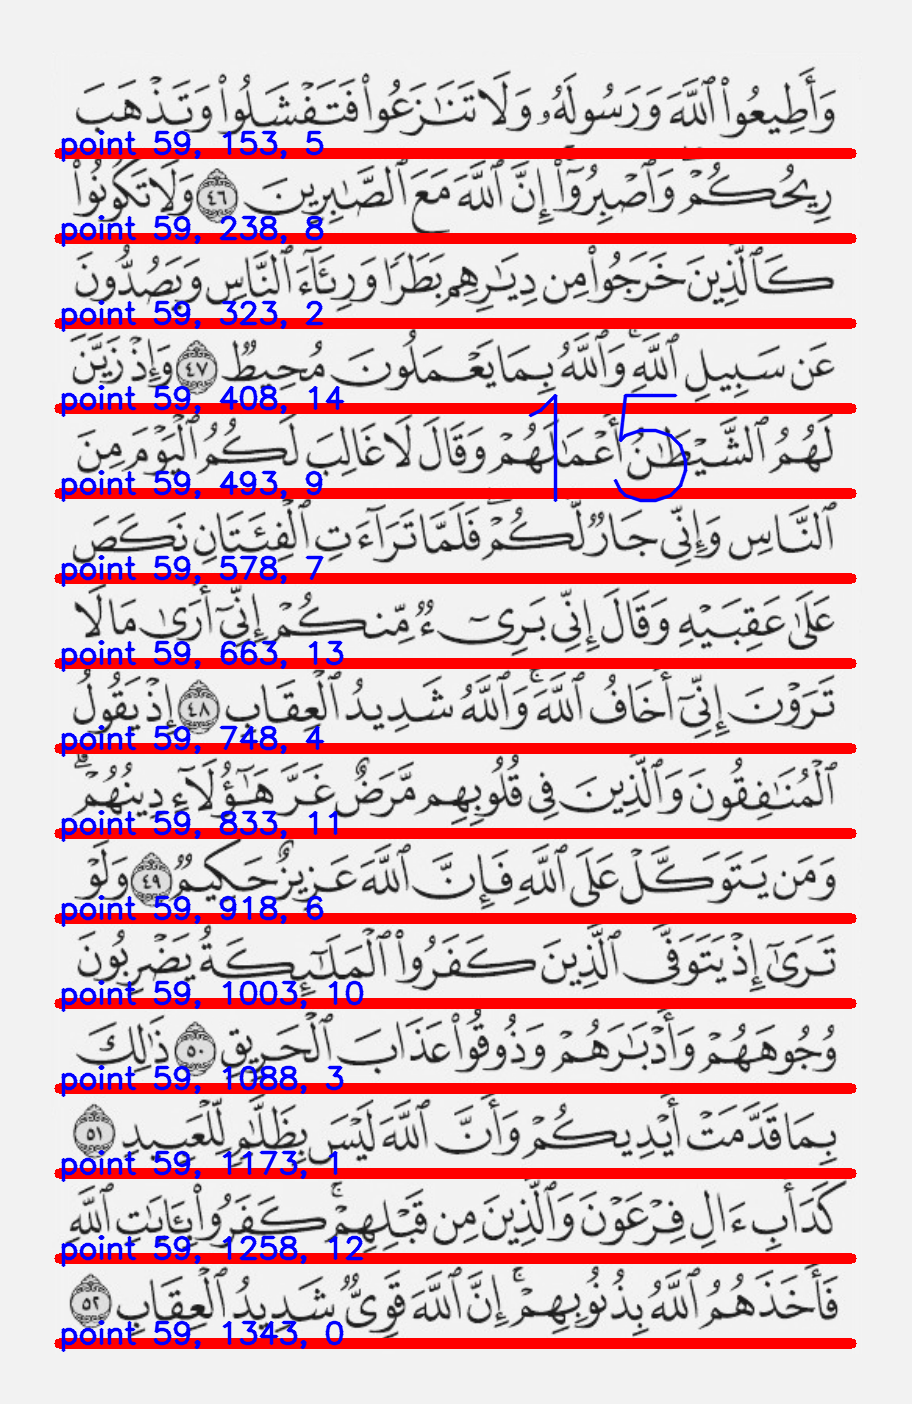 وَأَطِيعُوا۟ ٱللَّهَ وَرَسُولَهُۥ وَلَا تَنَـٰزَعُوا۟ فَتَفْشَلُوا۟ وَتَذْهَبَ
point 59, 153, 5
رِيحُكُمْ ۖ وَٱصْبِرُوٓا۟ ۚ إِنَّ ٱللَّهَ مَعَ ٱلصَّـٰبِرِينَ ٤٦ وَلَا تَكُونُوا۟
point 59, 238, 8
كَٱلَّذِينَ خَرَجُوا۟ مِن دِيَـٰرِهِم بَطَرًا وَرِئَآءَ ٱلنَّاسِ وَيَصُدُّونَ
point 59, 323, 2
عَن سَبِيلِ ٱللَّهِ ۚ وَٱللَّهُ بِمَا يَعْمَلُونَ مُحِيطٌ ٤٧ وَإِذْ زَيَّنَ
point 59, 408, 14
15
لَهُمُ ٱلشَّيْطَـٰنُ أَعْمَـٰلَهُمْ وَقَالَ لَا غَالِبَ لَكُمُ ٱلْيَوْمَ مِنَ
point 59, 493, 9
ٱلنَّاسِ وَإِنِّى جَارٌ لَّكُمْ ۖ فَلَمَّا تَرَآءَتِ ٱلْفِئَتَانِ نَكَصَ
point 59, 578, 7
عَلَىٰ عَقِبَيْهِ وَقَالَ إِنِّى بَرِىٓءٌ مِّنكُمْ إِنِّىٓ أَرَىٰ مَا لَا
point 59, 663, 13
تَرَوْنَ إِنِّىٓ أَخَافُ ٱللَّهَ ۚ وَٱللَّهُ شَدِيدُ ٱلْعِقَابِ ٤٨ إِذْ يَقُولُ
point 59, 748, 4
ٱلْمُنَـٰفِقُونَ وَٱلَّذِينَ فِى قُلُوبِهِم مَّرَضٌ غَرَّ هَـٰٓؤُلَآءِ دِينُهُمْ ۗ
point 59, 833, 11
وَمَن يَتَوَكَّلْ عَلَى ٱللَّهِ فَإِنَّ ٱللَّهَ عَزِيزٌ حَكِيمٌ ٤٩ وَلَوْ
point 59, 918, 6
تَرَىٰٓ إِذْ يَتَوَفَّى ٱلَّذِينَ كَفَرُوا۟ ۙ ٱلْمَلَـٰٓئِكَةُ يَضْرِبُونَ
point 59, 1003, 10
وُجُوهَهُمْ وَأَدْبَـٰرَهُمْ وَذُوقُوا۟ عَذَابَ ٱلْحَرِيقِ ٥٠ ذَٰلِكَ
point 59, 1088, 3
بِمَا قَدَّمَتْ أَيْدِيكُمْ وَأَنَّ ٱللَّهَ لَيْسَ بِظَلَّـٰمٍ لِّلْعَبِيدِ ٥١
point 59, 1173, 1
كَدَأْبِ ءَالِ فِرْعَوْنَ ۙ وَٱلَّذِينَ مِن قَبْلِهِمْ ۚ كَفَرُوا۟ بِـَٔايَـٰتِ ٱللَّهِ
point 59, 1258, 12
فَأَخَذَهُمُ ٱللَّهُ بِذُنُوبِهِمْ ۗ إِنَّ ٱللَّهَ قَوِىٌّ شَدِيدُ ٱلْعِقَابِ ٥٢
point 59, 1343, 0